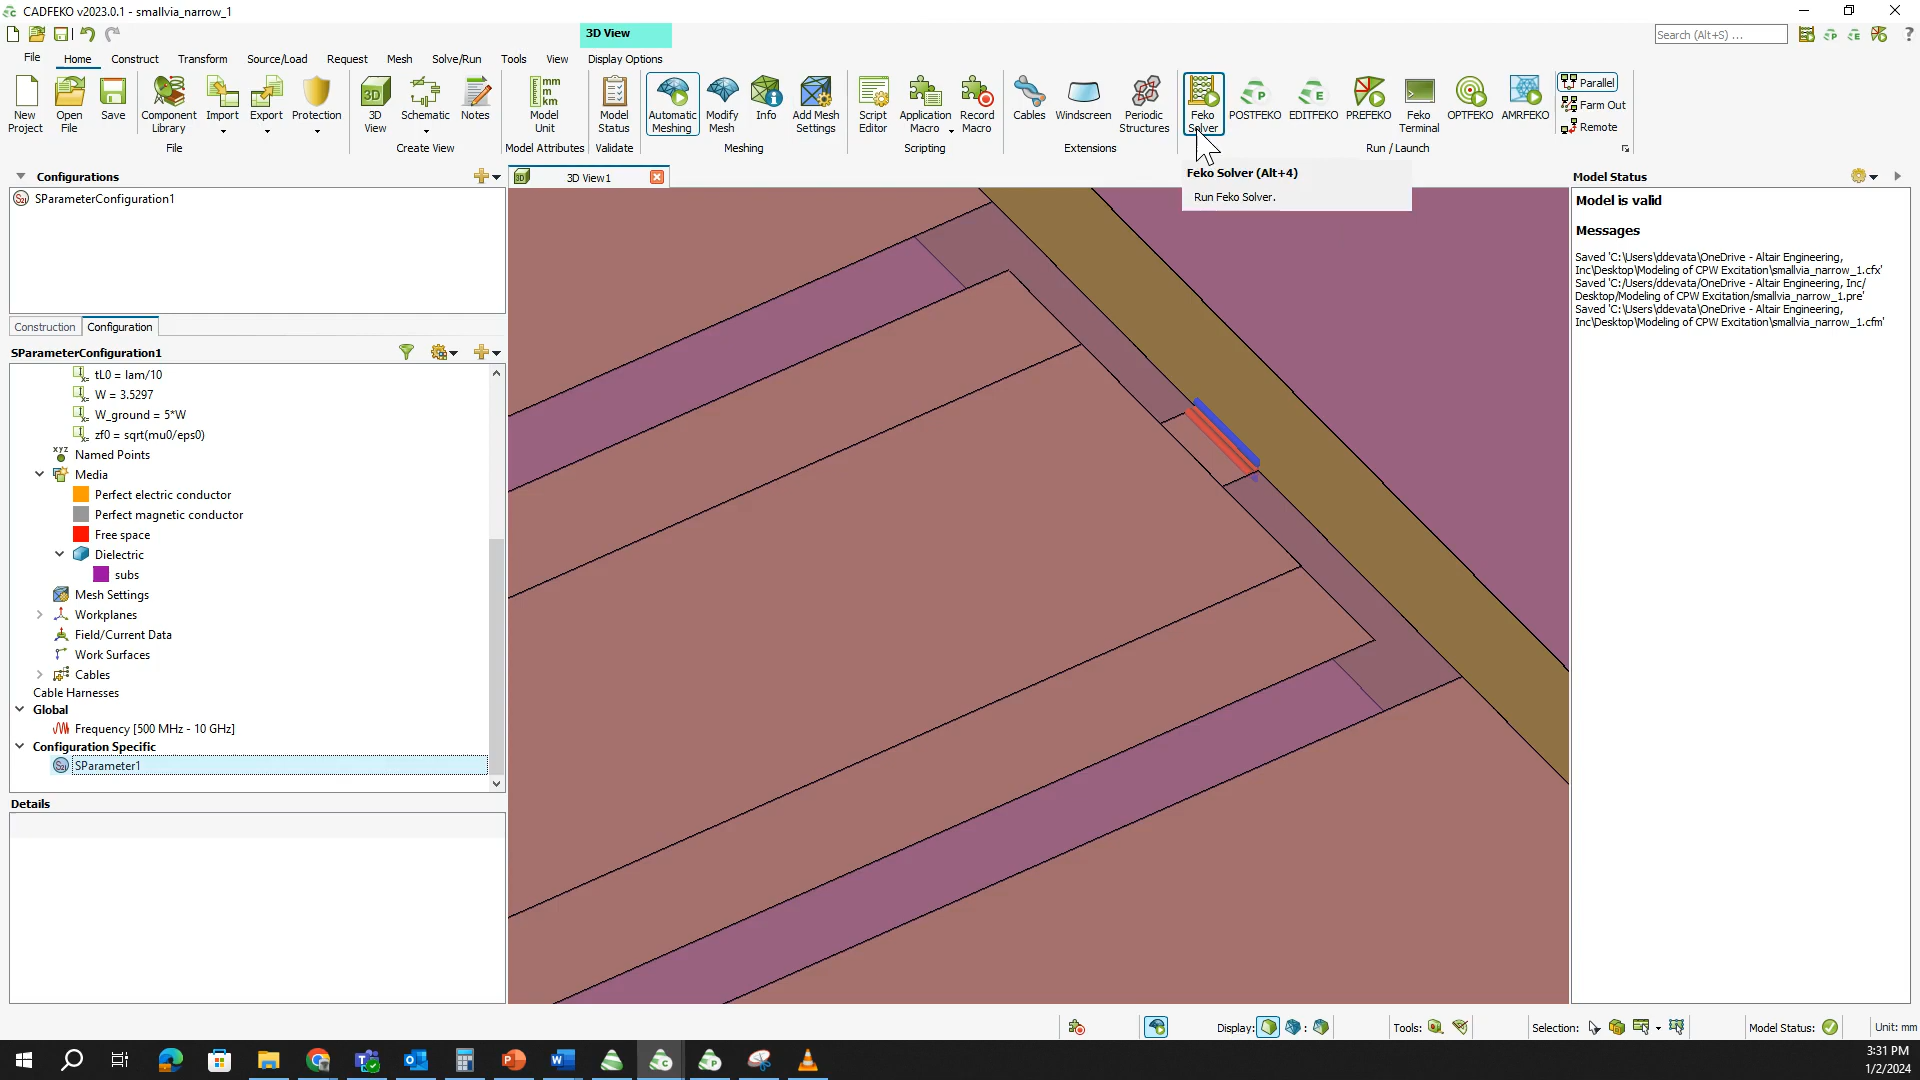 CADFEKO v2023.0.1 - smallvia_narrow_1
3D View
Search (Alt+S) ...
File
Home
Construct
Transform
Source/Load
Request
Mesh
Solve/Run
Tools
View
Display Options
New Project
Open File
Save
Component Library
Import
Export
Protection
3D View
Schematic
Notes
Model Unit
Model Status
Automatic Meshing
Modify Mesh
Info
Add Mesh Settings
Script Editor
Application Macro
Record Macro
Cables
Windscreen
Periodic Structures
Feko Solver
POSTFEKO
EDITFEKO
PREFEKO
Feko Terminal
OPTFEKO
AMRFEKO
Parallel
Farm Out
Remote
File
Create View
Model Attributes
Validate
Meshing
Scripting
Extensions
Run / Launch
Feko Solver (Alt+4)
Run Feko Solver.
Configurations
SParameterConfiguration1
Construction
Configuration
SParameterConfiguration1
tL0 = lam/10
W = 3.5297
W_ground = 5*W
zf0 = sqrt(mu0/eps0)
Named Points
Media
Perfect electric conductor
Perfect magnetic conductor
Free space
Dielectric
subs
Mesh Settings
Workplanes
Field/Current Data
Work Surfaces
Cables
Cable Harnesses
Global
Frequency [500 MHz - 10 GHz]
Configuration Specific
SParameter1
Details
3D View1
Model Status
Model is valid
Messages
Saved 'C:\Users\ddevata\OneDrive - Altair Engineering,
Inc\Desktop\Modeling of CPW Excitation\smallvia_narrow_1.cfx'
Saved 'C:/Users/ddevata/OneDrive - Altair Engineering, Inc/
Desktop/Modeling of CPW Excitation/smallvia_narrow_1.pre'
Saved 'C:\Users\ddevata\OneDrive - Altair Engineering,
Inc\Desktop\Modeling of CPW Excitation\smallvia_narrow_1.cfm'
Display:
Tools:
Selection:
Model Status:
Unit: mm
3:31 PM
1/2/2024